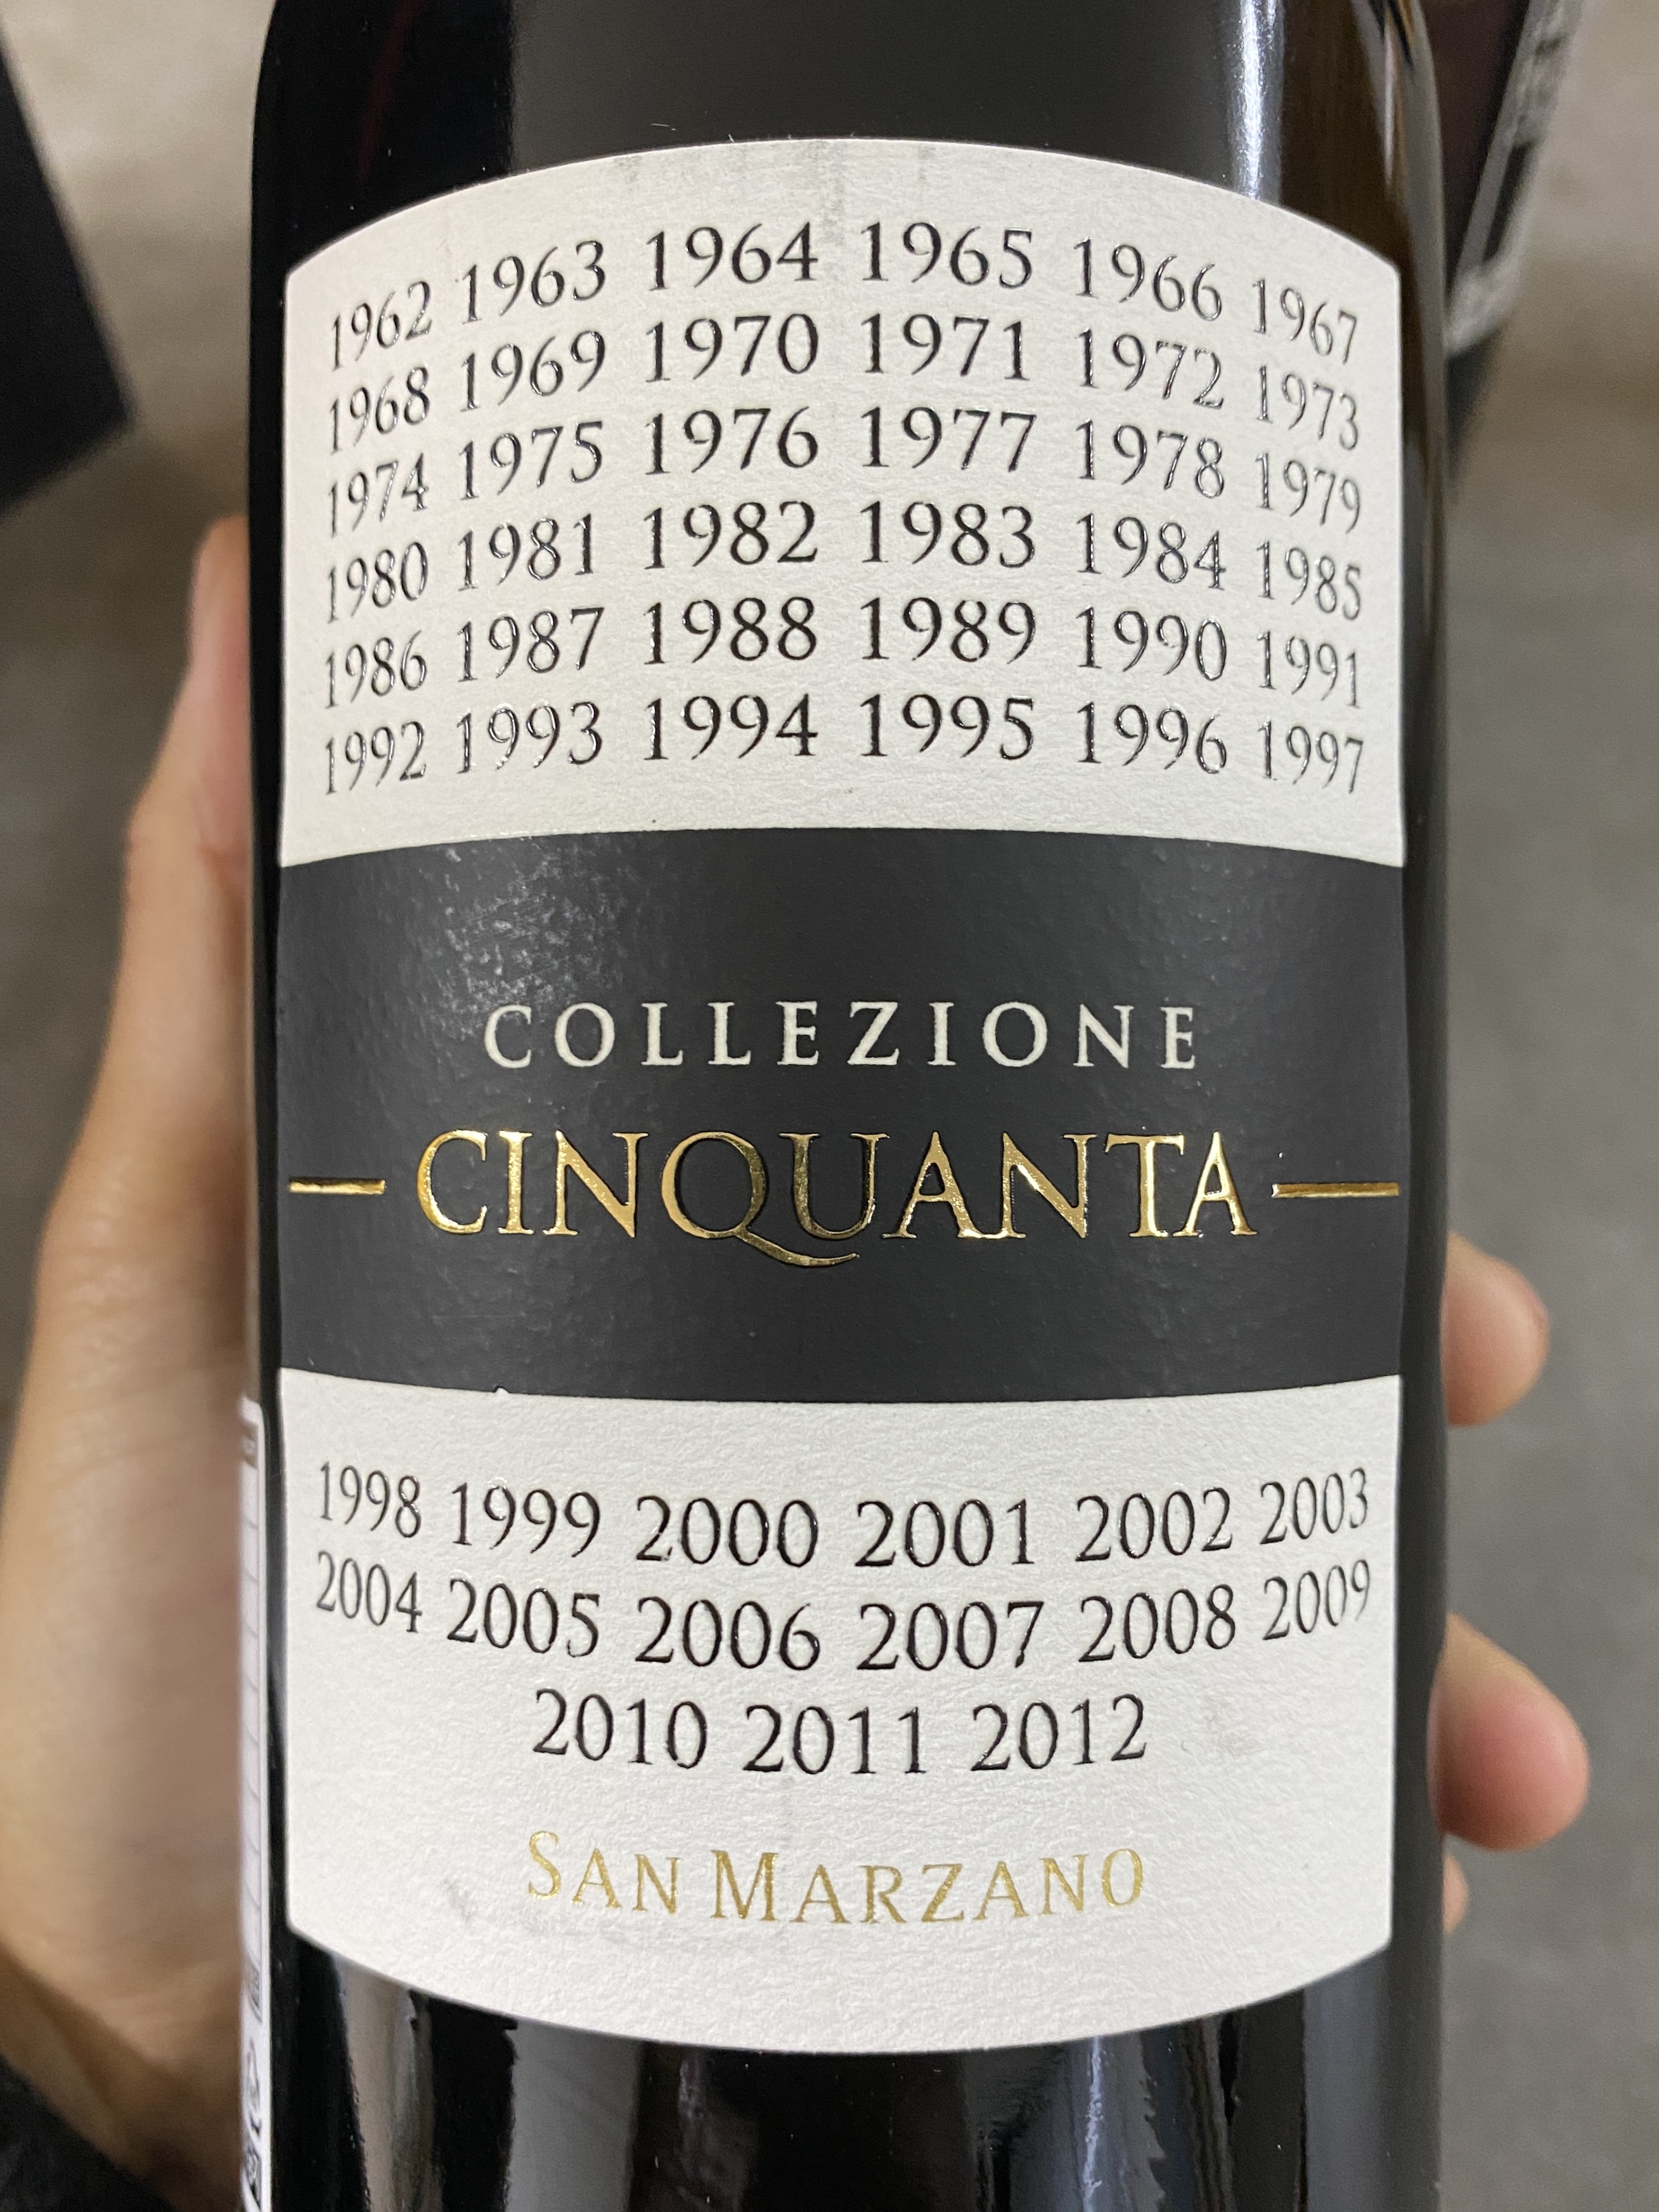 1962 1963 1964 1965 1966 1967
1968 1969 1970 1971 1972 1973
1974 1975 1976 1977 1978 1979
1980 1981 1982 1983 1984 1985
1986 1987 1988 1989 1990 1991
1992 1993 1994 1995 1996 1997
COLLEZIONE
CINQUANTA
1998 1999 2000 2001 2002 2003
2004 2005 2006 2007 2008 2009
2010 2011 2012
SAN MARZANO